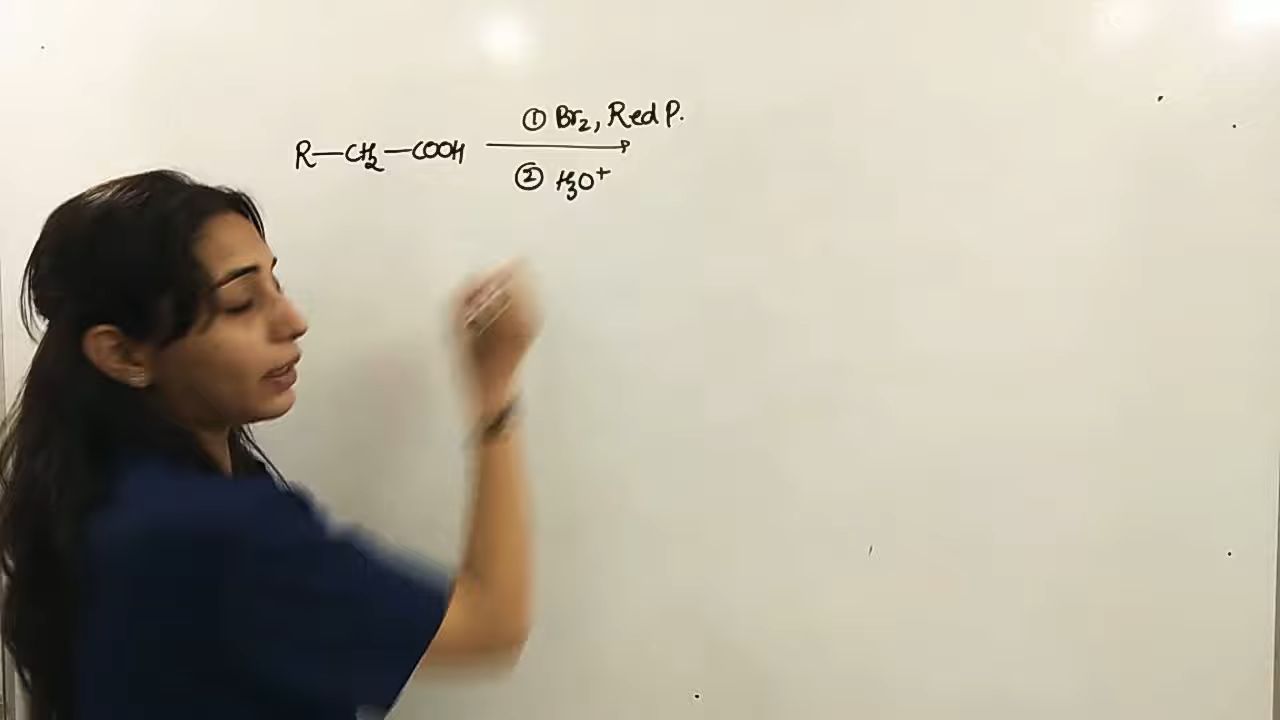 ① Br₂, Red P.
R—CH₂—COOH ⟶
② H₃O⁺